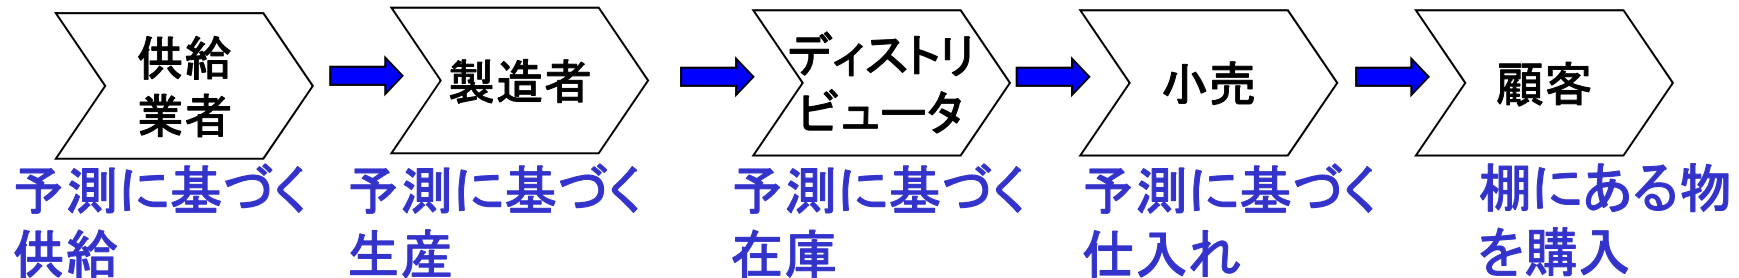 供給
業者
製造者
ディストリ
ビュータ
小売
顧客
予測に基づく
供給
予測に基づく
生産
予測に基づく
在庫
予測に基づく
仕入れ
棚にある物
を購入